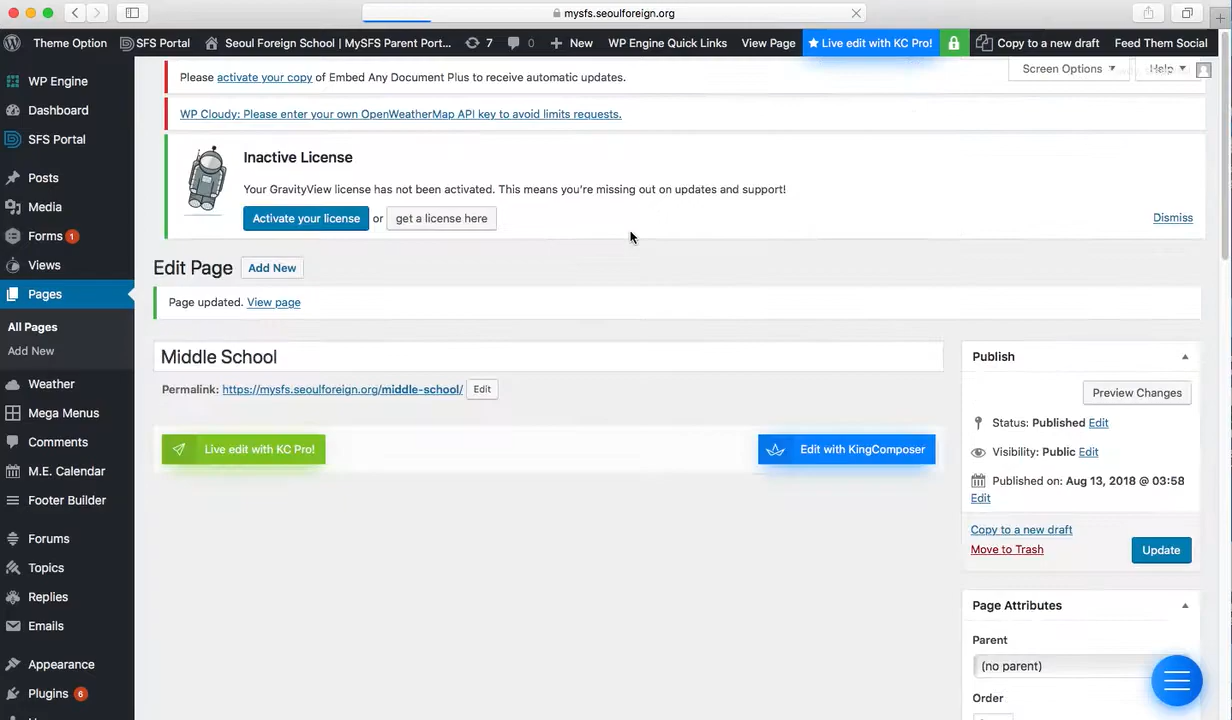 mysfs.seoulforeign.org
Theme Option SFS Portal Seoul Foreign School | MySFS Parent Port... 7 0 New WP Engine Quick Links View Page Live edit with KC Pro! Copy to a new draft Feed Them Social
WP Engine
Dashboard
SFS Portal
Posts
Media
Forms 1
Views
Pages
All Pages
Add New
Weather
Mega Menus
Comments
M.E. Calendar
Footer Builder
Forums
Topics
Replies
Emails
Appearance
Plugins 6
Screen Options Help
Please activate your copy of Embed Any Document Plus to receive automatic updates.
WP Cloudy: Please enter your own OpenWeatherMap API key to avoid limits requests.
Inactive License
Your GravityView license has not been activated. This means you're missing out on updates and support!
Activate your license or get a license here
Dismiss
Edit Page Add New
Page updated. View page
Middle School
Permalink: https://mysfs.seoulforeign.org/middle-school/ Edit
Live edit with KC Pro! Edit with KingComposer
Publish
Preview Changes
Status: Published Edit
Visibility: Public Edit
Published on: Aug 13, 2018 @ 03:58
Edit
Copy to a new draft
Move to Trash
Update
Page Attributes
Parent
(no parent)
Order